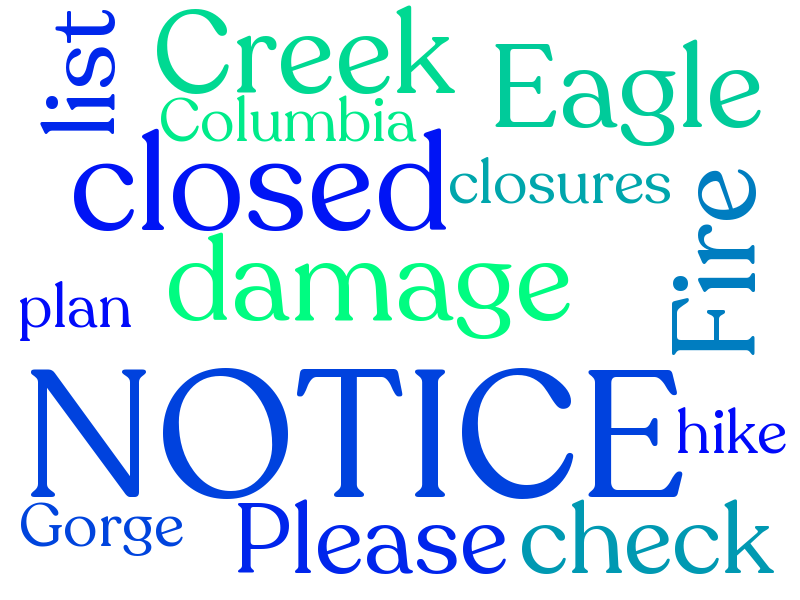 list
Creek
Eagle
Columbia
closed
closures
Fire
damage
plan
NOTICE
hike
Gorge
Please
check